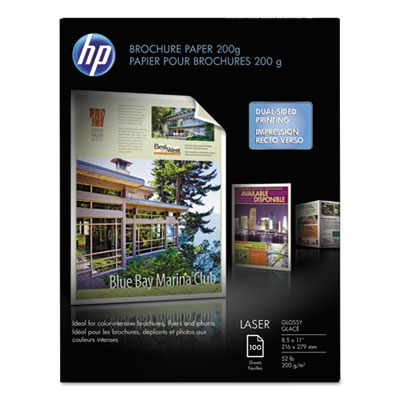 hp
BROCHURE PAPER 200g
PAPIER POUR BROCHURES 200 g
DUAL-SIDED
PRINTING
IMPRESSION
RECTO VERSO
BestWest
AVAILABLE
DISPONIBLE
Blue Bay Marina Club
Ideal for color-intensive brochures, flyers and photos
Idéal pour les brochures, dépliants et photos aux
couleurs intenses
LASER
100
Sheets
Feuilles
GLOSSY
GLACÉ
8.5 x 11"
216 x 279 mm
52 lb
200 g/m²